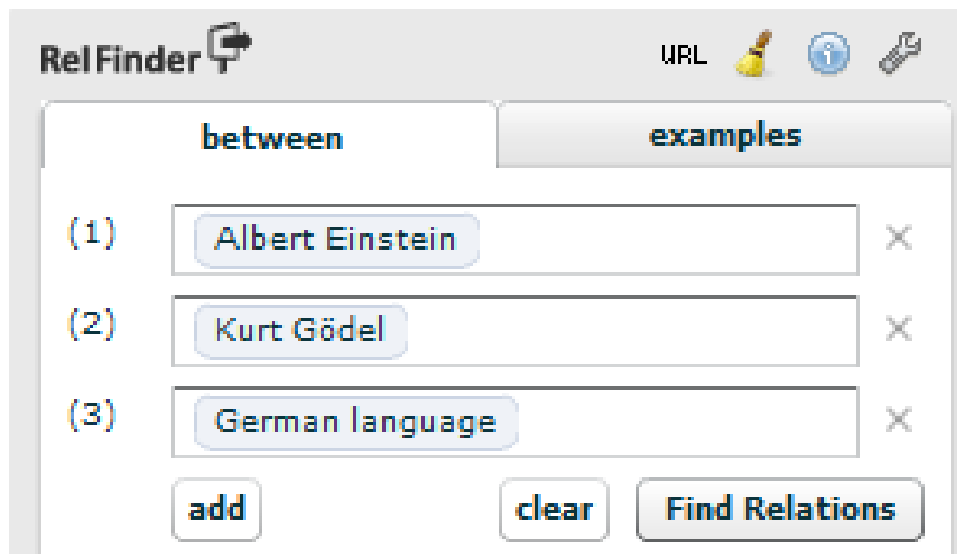 RelFinder URL
between examples
(1) Albert Einstein
(2) Kurt Gödel
(3) German language
add clear Find Relations